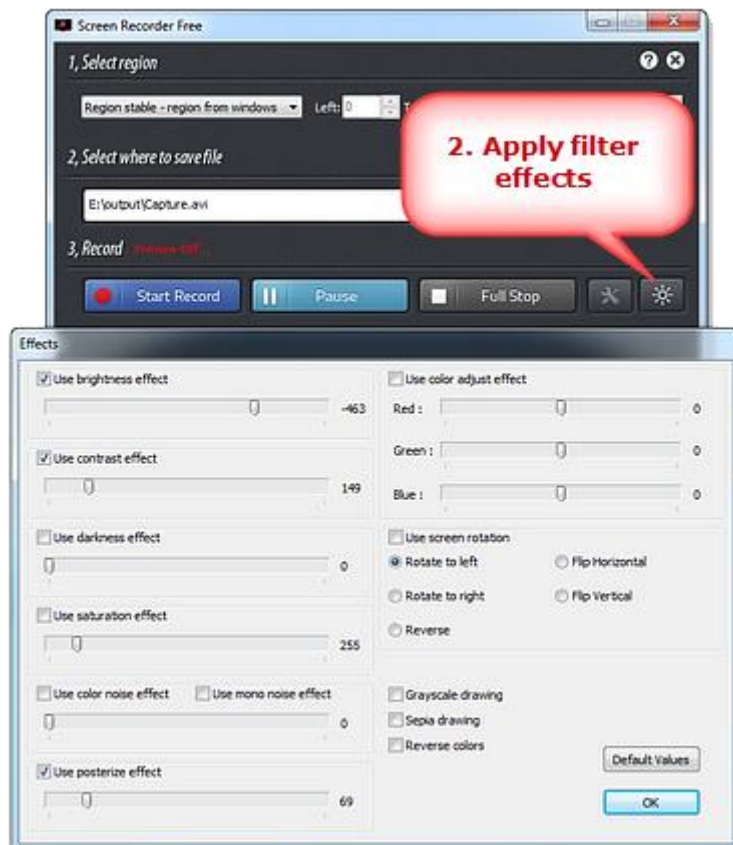 Screen Recorder Free
1, Select region
Region stable - region from windows
Left: 0
T
2. Apply filter
effects
2, Select where to save file
E:\output\Capture.avi
3, Record
Start Record
Pause
Full Stop
Effects
Use brightness effect
-463
Use contrast effect
149
Use darkness effect
0
Use saturation effect
255
Use color noise effect
Use mono noise effect
0
Use posterize effect
69
Use color adjust effect
Red :
0
Green :
0
Blue :
0
Use screen rotation
Rotate to left
Flip Horizontal
Rotate to right
Flip Vertical
Reverse
Grayscale drawing
Sepia drawing
Reverse colors
Default Values
OK